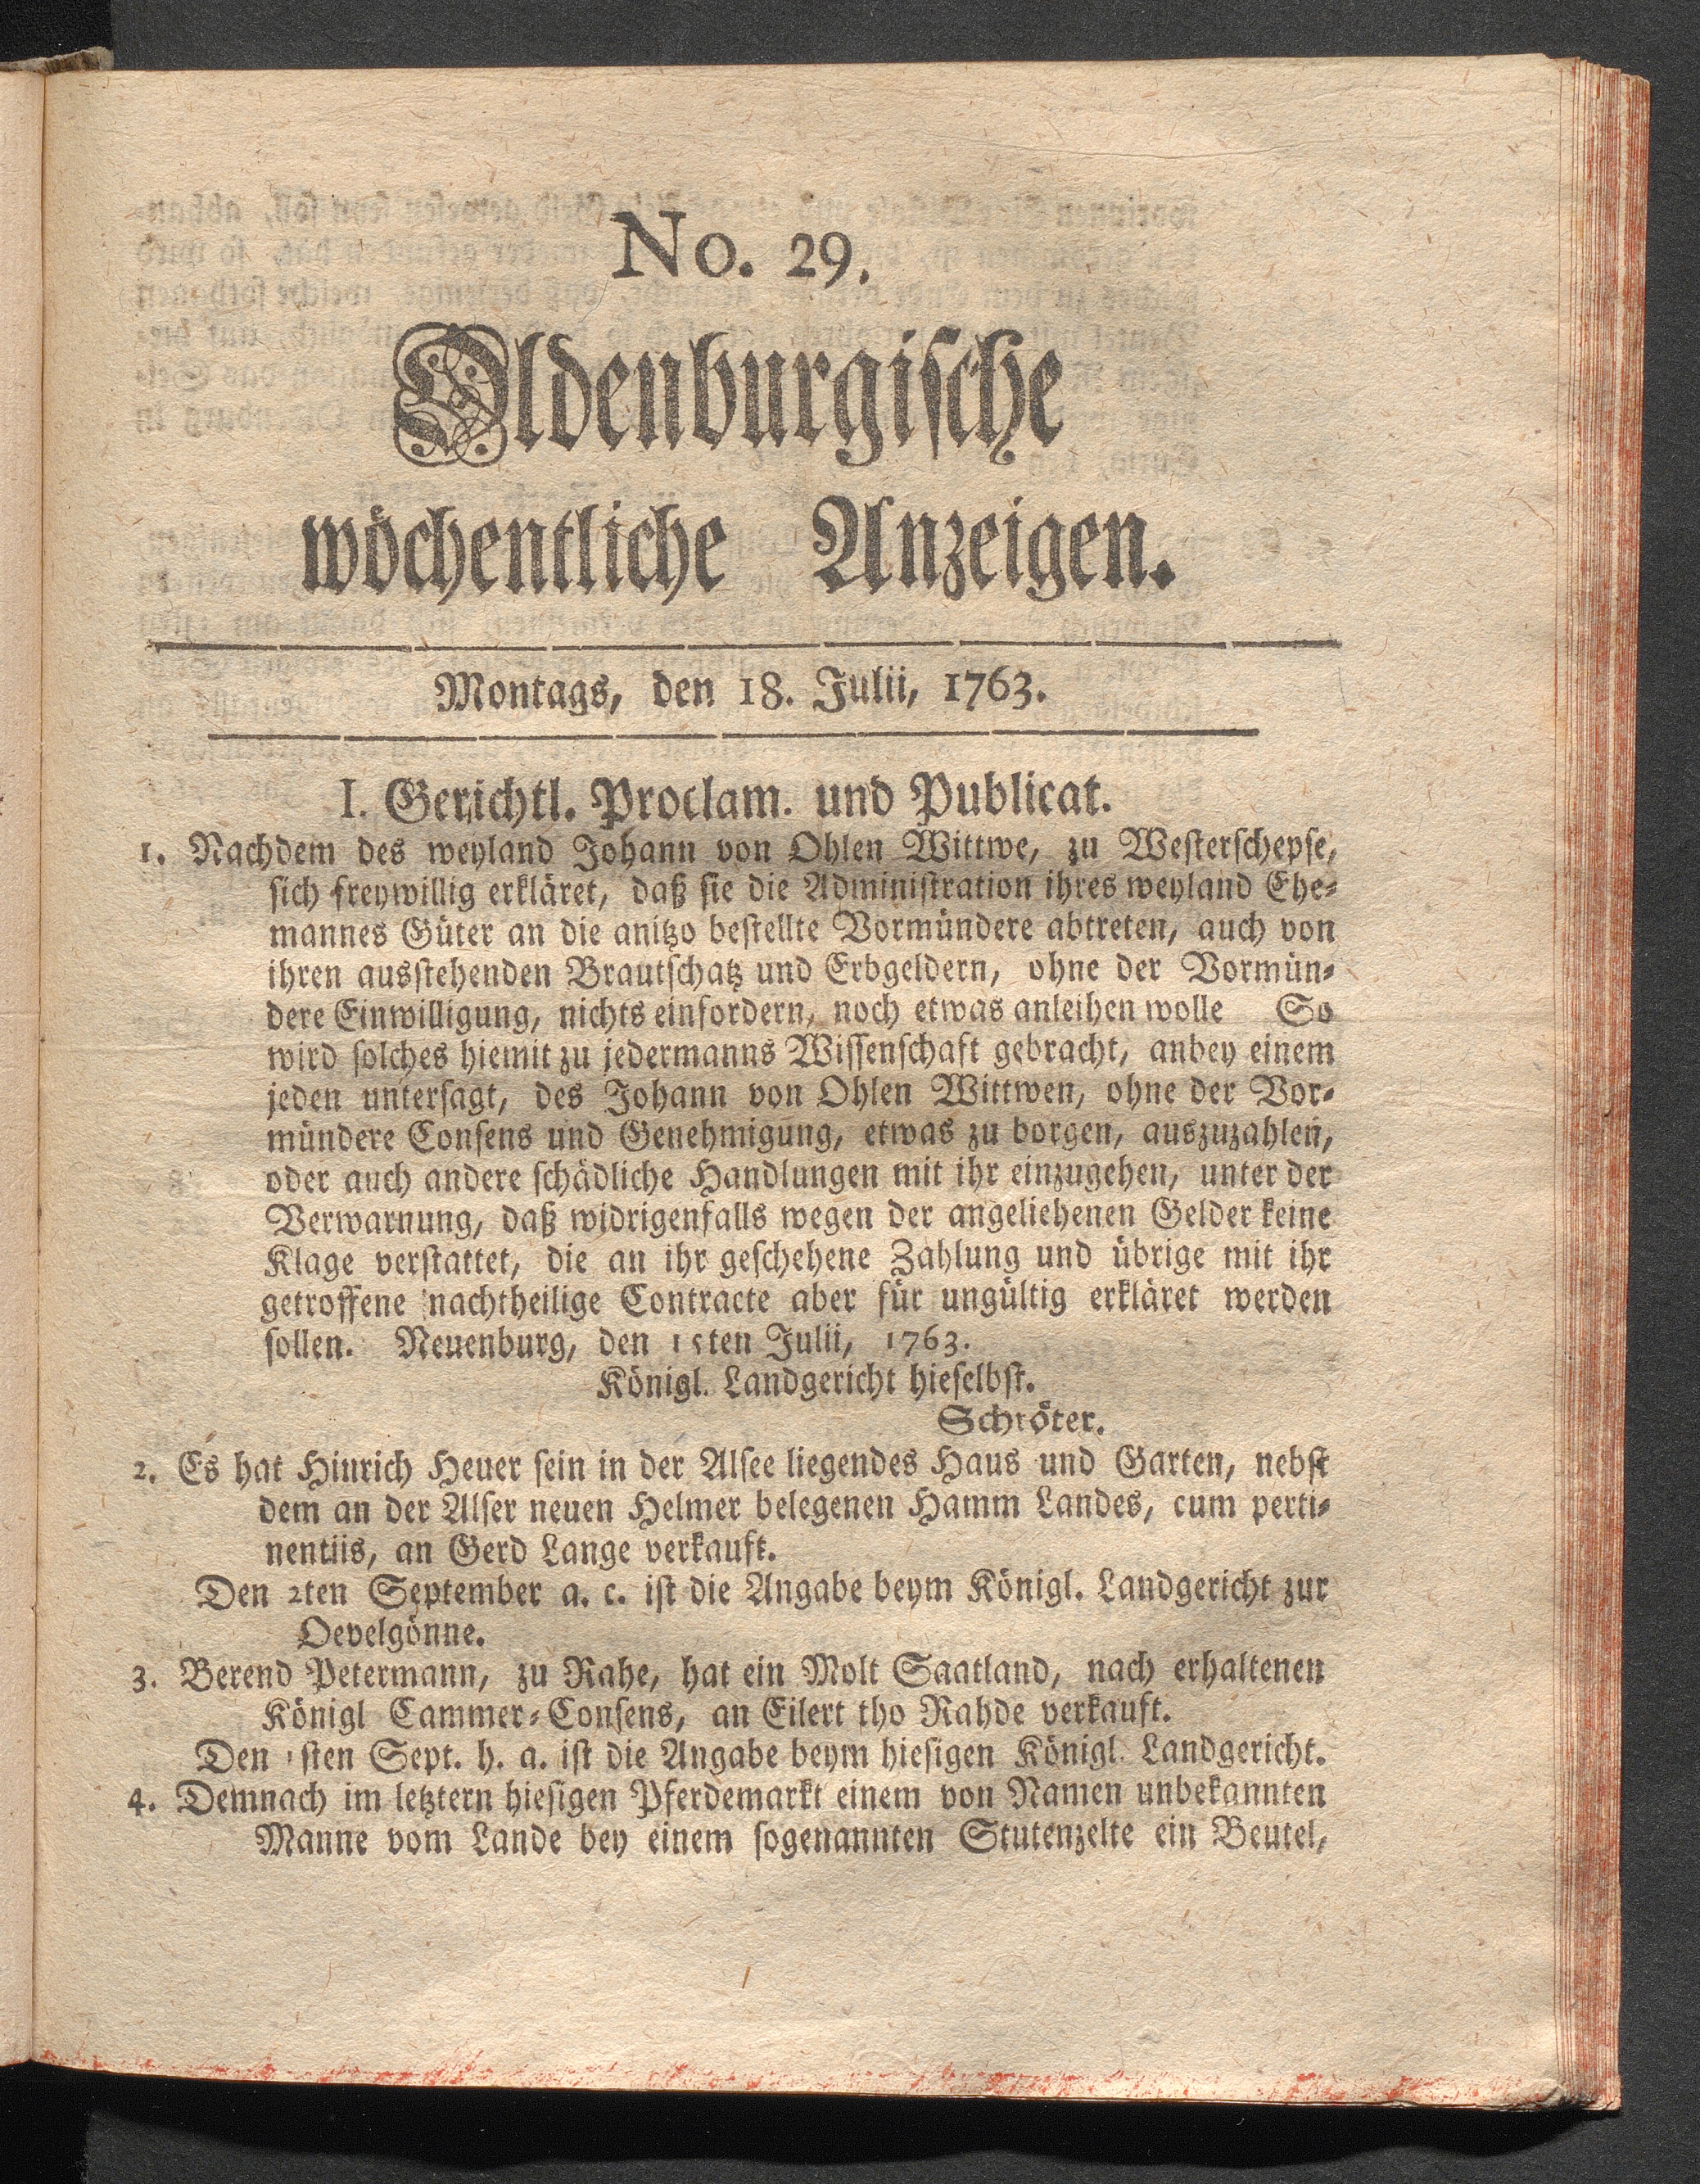 No. 29.
Oldenburgische
wöchentliche Anzeigen.
Montags, den 18. Julii, 1763.
I. Gerichtl. Proclam. und Publicat.
1. Nachdem des weyland Johann von Ohlen Wittwe, zu Westerschepse,
sich freywillig erkläret, daß sie die Administration ihres weyland Ehe-
mannes Güter an die anitzo bestellte Vormündere abtreten, auch von
ihren ausstehenden Brautschatz und Erbgeldern, ohne der Vormün-
dere Einwilligung, nichts einfordern, noch etwas anleihen wolle So
wird solches hiemit zu jedermanns Wissenschaft gebracht, anbey einem
jeden untersagt, des Johann von Ohlen Wittwen, ohne der Vor-
mündere Consens und Genehmigung, etwas zu borgen, auszuzahlen,
oder auch andere schädliche Handlungen mit ihr einzugehen, unter der
Verwarnung, daß widrigenfalls wegen der angeliehenen Gelder keine
Klage verstattet, die an ihr geschehene Zahlung und übrige mit ihr
getroffene nachtheilige Contracte aber für ungültig erkläret werden
sollen. Neuenburg, den 15ten Julii, 1763.
Königl. Landgericht hieselbst.
Schröter.
2. Es hat Hinrich Heuer sein in der Alsee liegendes Haus und Garten, nebst
dem an der Alser neuen Helmer belegenen Hamm Landes, cum perti-
nentiis, an Gerd Lange verkauft.
Den 2ten September a. c. ist die Angabe beym Königl. Landgericht zur
Oevelgönne.
3. Berend Petermann, zu Rahe, hat ein Molt Saatland, nach erhaltenen
Königl Cammer-Consens, an Eilert tho Rahde verkauft.
Den 1sten Sept. h. a. ist die Angabe beym hiesigen Königl. Landgericht.
4. Demnach im letztern hiesigen Pferdemarkt einem von Namen unbekannten
Manne vom Lande bey einem sogenannten Stutenzelte ein Beutel,